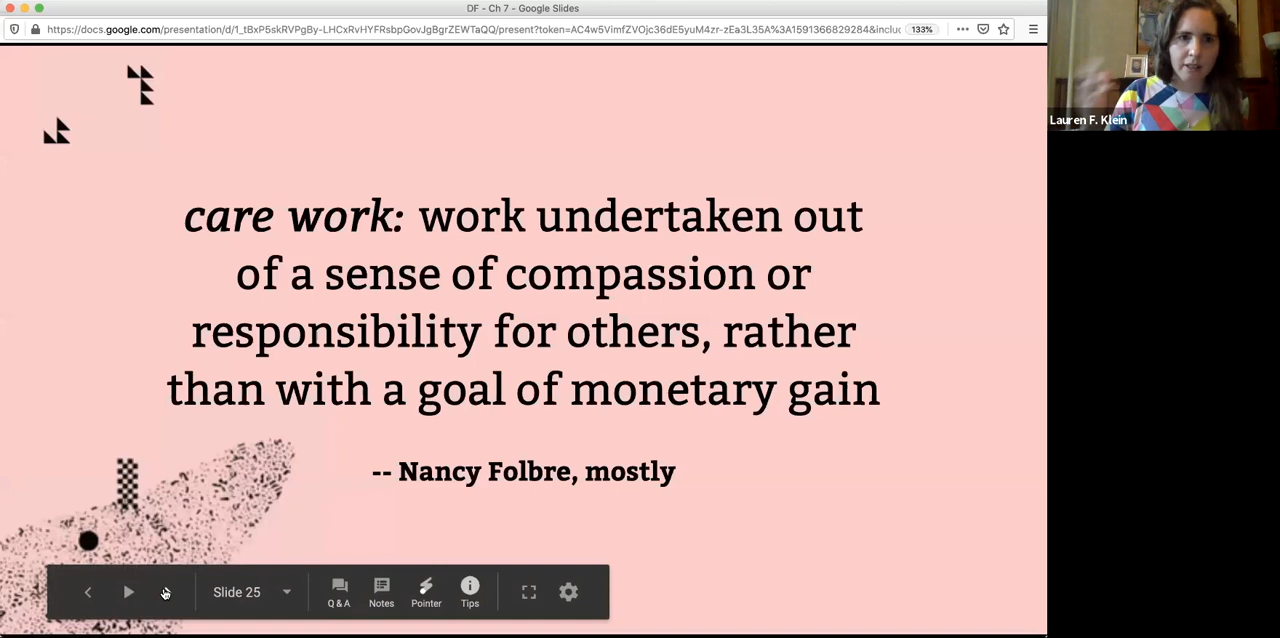 DF - Ch 7 - Google Slides
https://docs.google.com/presentation/d/1_tBxP5skRVPgBy-LHCxRvHYFRsbpGovJgBgrZEWTaQQ/present?token=AC4w5VimfZVOjc36dE5yuM4zr-zEa3L35A%3A1591366829284&inclu
133%
Lauren F. Klein
care work: work undertaken out
of a sense of compassion or
responsibility for others, rather
than with a goal of monetary gain
-- Nancy Folbre, mostly
Slide 25
Q & A
Notes
Pointer
Tips